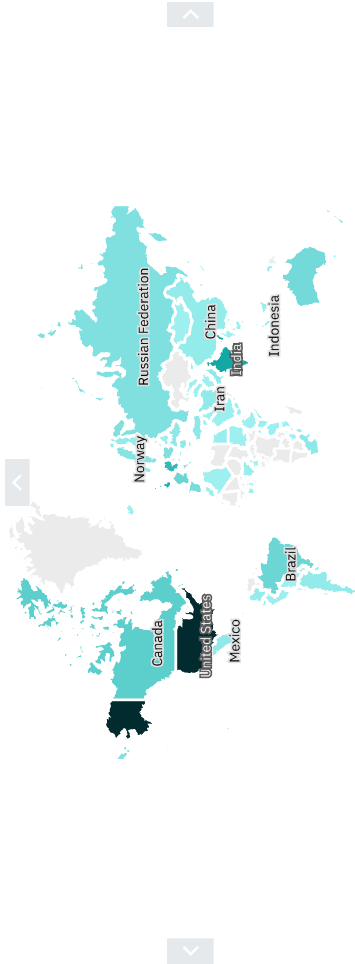 Norway
Russian Federation
Canada
United States
Mexico
China
India
Iran
Indonesia
Brazil